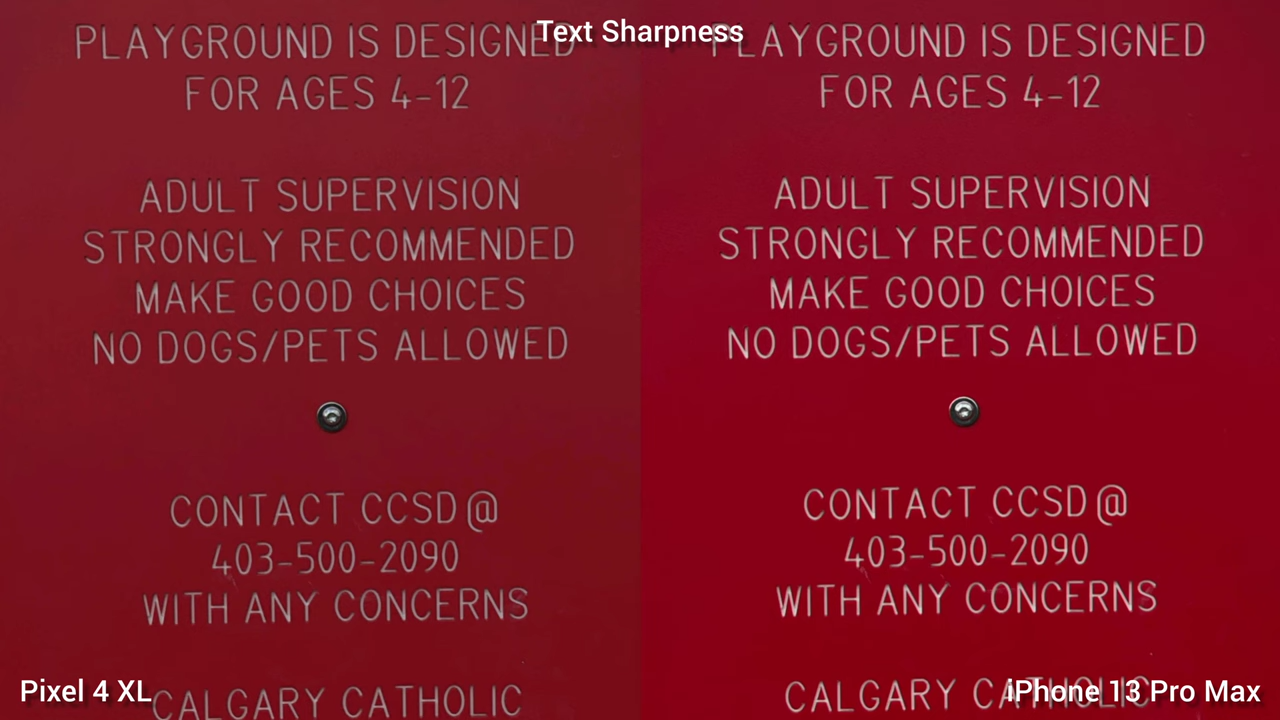 Text Sharpness
PLAYGROUND IS DESIGNED
FOR AGES 4-12
ADULT SUPERVISION
STRONGLY RECOMMENDED
MAKE GOOD CHOICES
NO DOGS/PETS ALLOWED
CONTACT CCSD@
403-500-2090
WITH ANY CONCERNS
CALGARY CATHOLIC
Pixel 4 XL
PLAYGROUND IS DESIGNED
FOR AGES 4-12
ADULT SUPERVISION
STRONGLY RECOMMENDED
MAKE GOOD CHOICES
NO DOGS/PETS ALLOWED
CONTACT CCSD@
403-500-2090
WITH ANY CONCERNS
CALGARY CATHOLIC
iPhone 13 Pro Max